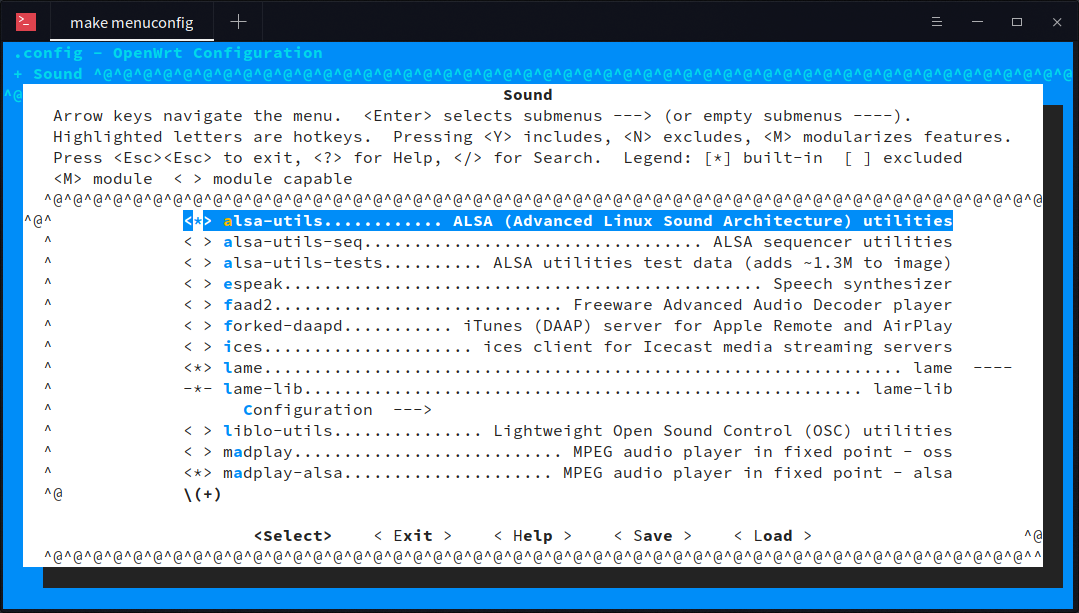 make menuconfig
.config - OpenWrt Configuration
+ Sound ^@^@^@^@^@^@^@^@^@^@^@^@^@^@^@^@^@^@^@^@^@^@^@^@^@^@^@^@^@^@^@^@^@^@^@^@^@^@^@^@^@^@^@^@^@^@^@^@^@
^@
Sound
Arrow keys navigate the menu.  <Enter> selects submenus ---> (or empty submenus ----).
Highlighted letters are hotkeys.  Pressing <Y> includes, <N> excludes, <M> modularizes features.
Press <Esc><Esc> to exit, <?> for Help, </> for Search.  Legend: [*] built-in  [ ] excluded
<M> module  < > module capable
^@^@^@^@^@^@^@^@^@^@^@^@^@^@^@^@^@^@^@^@^@^@^@^@^@^@^@^@^@^@^@^@^@^@^@^@^@^@^@^@^@^@^@^@^@^@^@^@^@^@
^@^ <*> alsa-utils............ ALSA (Advanced Linux Sound Architecture) utilities
^ < > alsa-utils-seq.................................. ALSA sequencer utilities
^ < > alsa-utils-tests.......... ALSA utilities test data (adds ~1.3M to image)
^ < > espeak................................................ Speech synthesizer
^ < > faad2............................. Freeware Advanced Audio Decoder player
^ < > forked-daapd........... iTunes (DAAP) server for Apple Remote and AirPlay
^ < > ices..................... ices client for Icecast media streaming servers
^ <*> lame................................................................ lame  ----
^ -*- lame-lib........................................................ lame-lib
^ Configuration  --->
^ < > liblo-utils............... Lightweight Open Sound Control (OSC) utilities
^ < > madplay........................... MPEG audio player in fixed point - oss
^ <*> madplay-alsa..................... MPEG audio player in fixed point - alsa
^@ \(+)
<Select>    < Exit >    < Help >    < Save >    < Load > ^@
^@^@^@^@^@^@^@^@^@^@^@^@^@^@^@^@^@^@^@^@^@^@^@^@^@^@^@^@^@^@^@^@^@^@^@^@^@^@^@^@^@^@^@^@^@^@^@^@^@^^